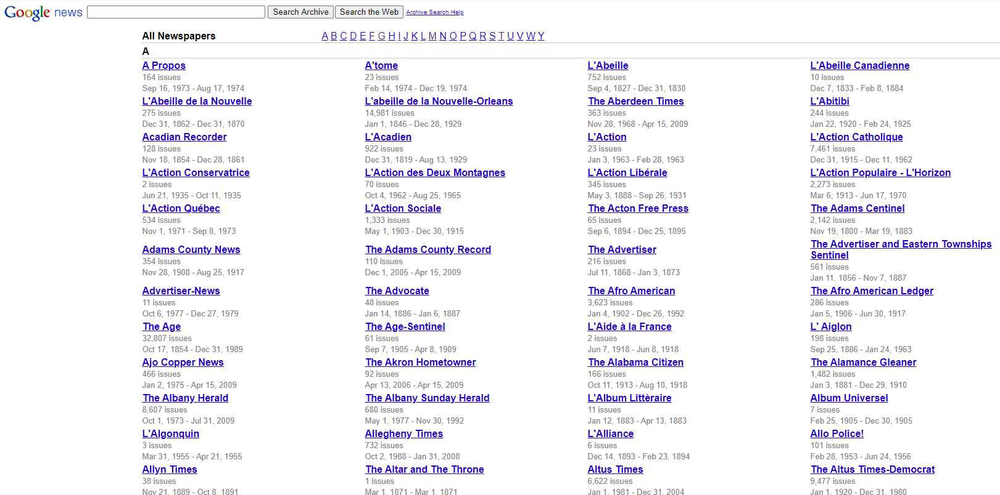 Google news Search Archive Search the Web Archive Search Help
All Newspapers A B C D E F G H I J K L M N O P Q R S T U V W Y
A
A Propos A'tome L'Abeille L'Abeille Canadienne
164 issues 23 issues 752 issues 10 issues
Sep 16, 1973 - Aug 17, 1974 Feb 14, 1974 - Dec 19, 1974 Sep 4, 1827 - Dec 31, 1830 Dec 7, 1833 - Feb 8, 1884
L'Abeille de la Nouvelle L'abeille de la Nouvelle-Orleans The Aberdeen Times L'Abitibi
275 issues 14,981 issues 363 issues 244 issues
Dec 31, 1862 - Dec 31, 1870 Jan 1, 1846 - Dec 28, 1929 Nov 28, 1968 - Apr 15, 2009 Jan 22, 1920 - Feb 24, 1925
Acadian Recorder L'Acadien L'Action L'Action Catholique
128 issues 922 issues 23 issues 7,461 issues
Nov 18, 1854 - Dec 28, 1861 Dec 31, 1819 - Aug 13, 1929 Jan 3, 1963 - Feb 28, 1963 Dec 31, 1915 - Dec 11, 1962
L'Action Conservatrice L'Action des Deux Montagnes L'Action Libérale L'Action Populaire - L'Horizon
2 issues 70 issues 345 issues 2,273 issues
Jun 21, 1935 - Oct 11, 1935 Oct 4, 1962 - Aug 25, 1965 May 3, 1888 - Sep 26, 1931 Mar 6, 1913 - Jun 17, 1970
L'Action Québec L'Action Sociale The Acton Free Press The Adams Centinel
534 issues 1,333 issues 65 issues 2,142 issues
Nov 1, 1971 - Sep 8, 1973 May 1, 1903 - Dec 30, 1915 Sep 6, 1894 - Dec 25, 1895 Nov 19, 1800 - Mar 19, 1883
Adams County News The Adams County Record The Advertiser The Advertiser and Eastern Townships
Sentinel
354 issues 110 issues 216 issues 561 issues
Nov 28, 1908 - Aug 25, 1917 Dec 1, 2005 - Apr 15, 2009 Jul 11, 1868 - Jan 3, 1873 Jan 11, 1856 - Nov 7, 1887
Advertiser-News The Advocate The Afro American The Afro American Ledger
11 issues 48 issues 3,623 issues 286 issues
Oct 6, 1977 - Dec 27, 1979 Jan 14, 1886 - Jan 6, 1887 Jan 4, 1902 - Dec 26, 1992 Jan 5, 1906 - Jun 30, 1917
The Age The Age-Sentinel L'Aide à la France L' Aiglon
32,807 issues 61 issues 2 issues 198 issues
Oct 17, 1854 - Dec 31, 1989 Sep 7, 1905 - Apr 8, 1909 Jun 7, 1918 - Jun 8, 1918 Sep 25, 1886 - Jan 24, 1963
Ajo Copper News The Akron Hometowner The Alabama Citizen The Alamance Gleaner
466 issues 92 issues 166 issues 1,482 issues
Jan 2, 1975 - Apr 15, 2009 Apr 13, 2006 - Apr 15, 2009 Oct 11, 1913 - Aug 10, 1918 Jan 3, 1881 - Dec 29, 1910
The Albany Herald The Albany Sunday Herald L'Album Littèraire Album Universel
8,607 issues 680 issues 11 issues 7 issues
Oct 1, 1973 - Jul 31, 2009 May 1, 1977 - Nov 30, 1992 Jan 12, 1883 - Apr 13, 1883 Feb 25, 1905 - Dec 30, 1905
L'Algonquin Allegheny Times L'Alliance Allo Police!
3 issues 732 issues 6 issues 101 issues
Mar 31, 1955 - Apr 21, 1955 Oct 2, 1988 - Jan 31, 2008 Dec 14, 1893 - Feb 23, 1894 Feb 28, 1953 - Jun 24, 1956
Allyn Times The Altar and The Throne Altus Times The Altus Times-Democrat
38 issues 1 issues 6,622 issues 9,477 issues
Nov 21, 1889 - Oct 8, 1891 Mar 1, 1871 - Mar 1, 1871 Jan 1, 1981 - Dec 31, 2004 Jan 1, 1920 - Dec 31, 1980